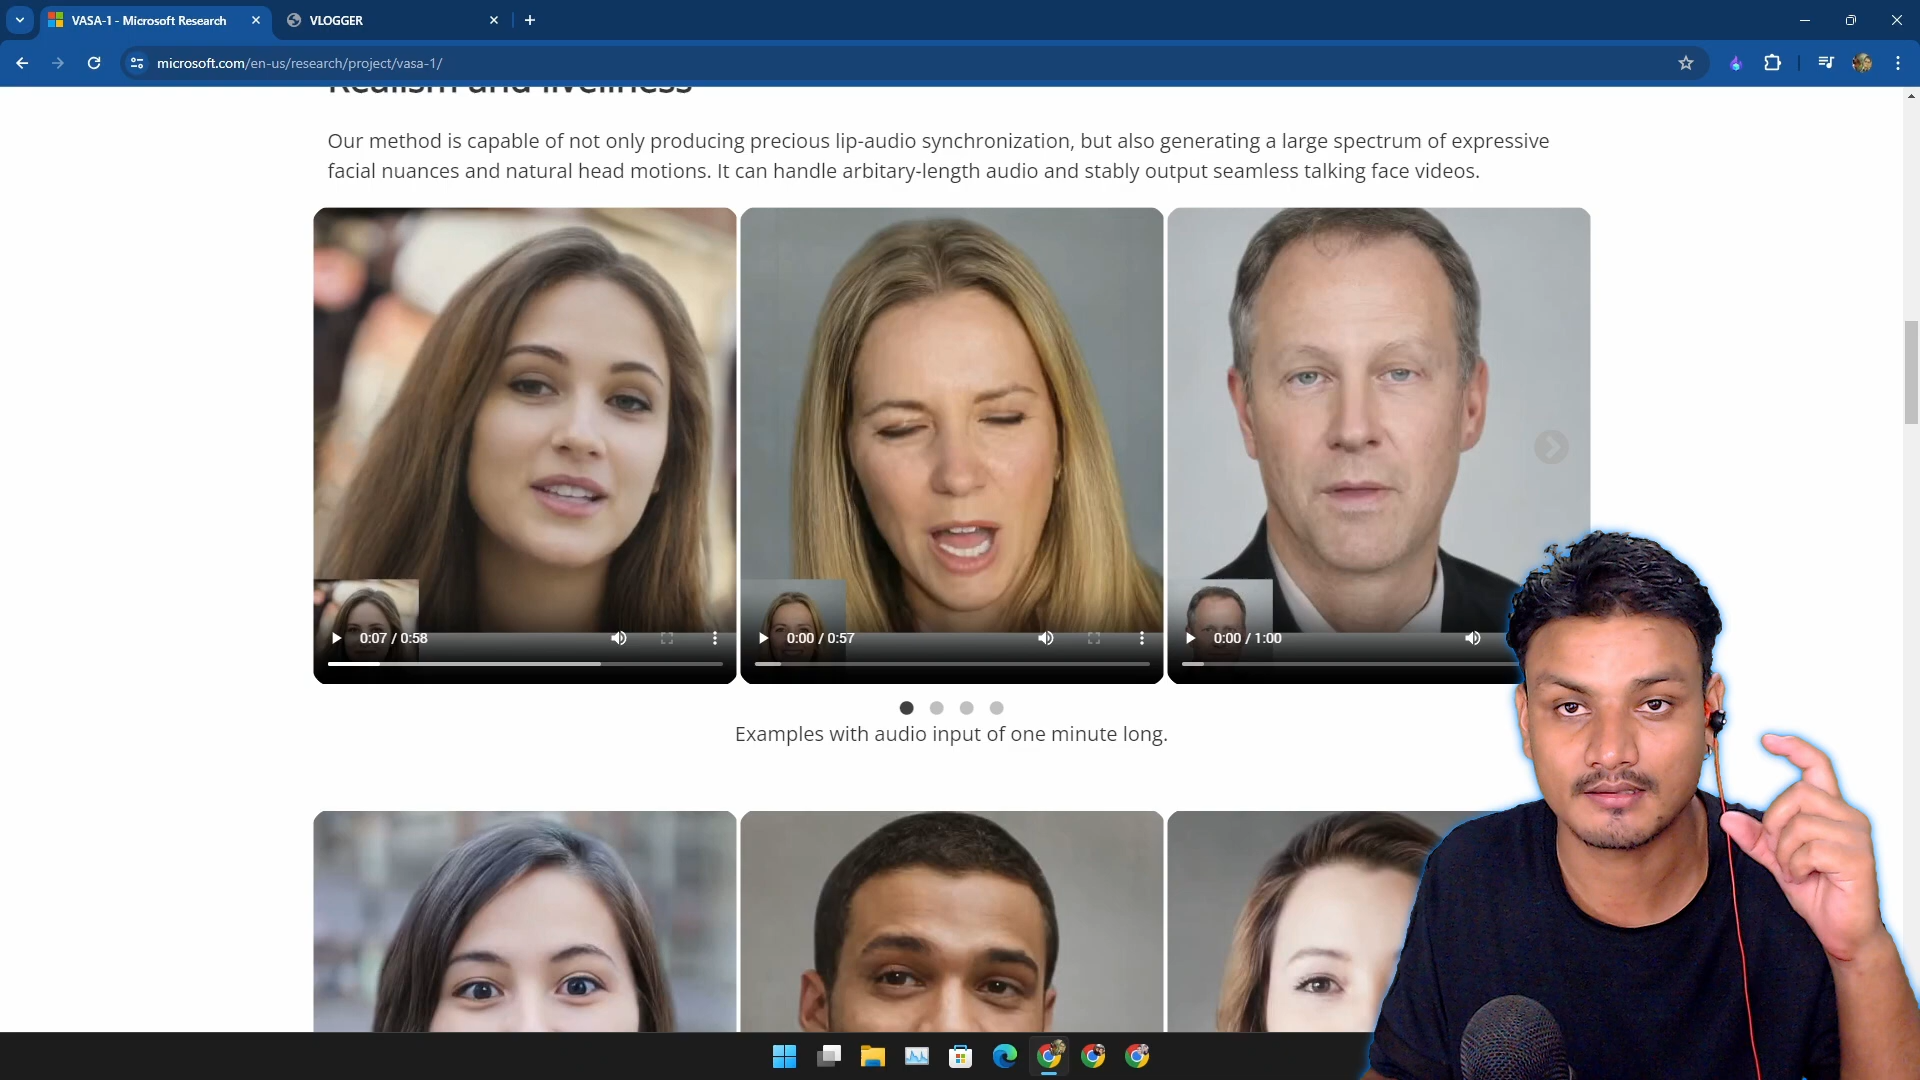 VASA-1 - Microsoft Research
VLOGGER
microsoft.com/en-us/research/project/vasa-1/
Realism and liveliness
Our method is capable of not only producing precious lip-audio synchronization, but also generating a large spectrum of expressive
facial nuances and natural head motions. It can handle arbitary-length audio and stably output seamless talking face videos.
0:07 / 0:58
0:00 / 0:57
0:00 / 1:00
Examples with audio input of one minute long.